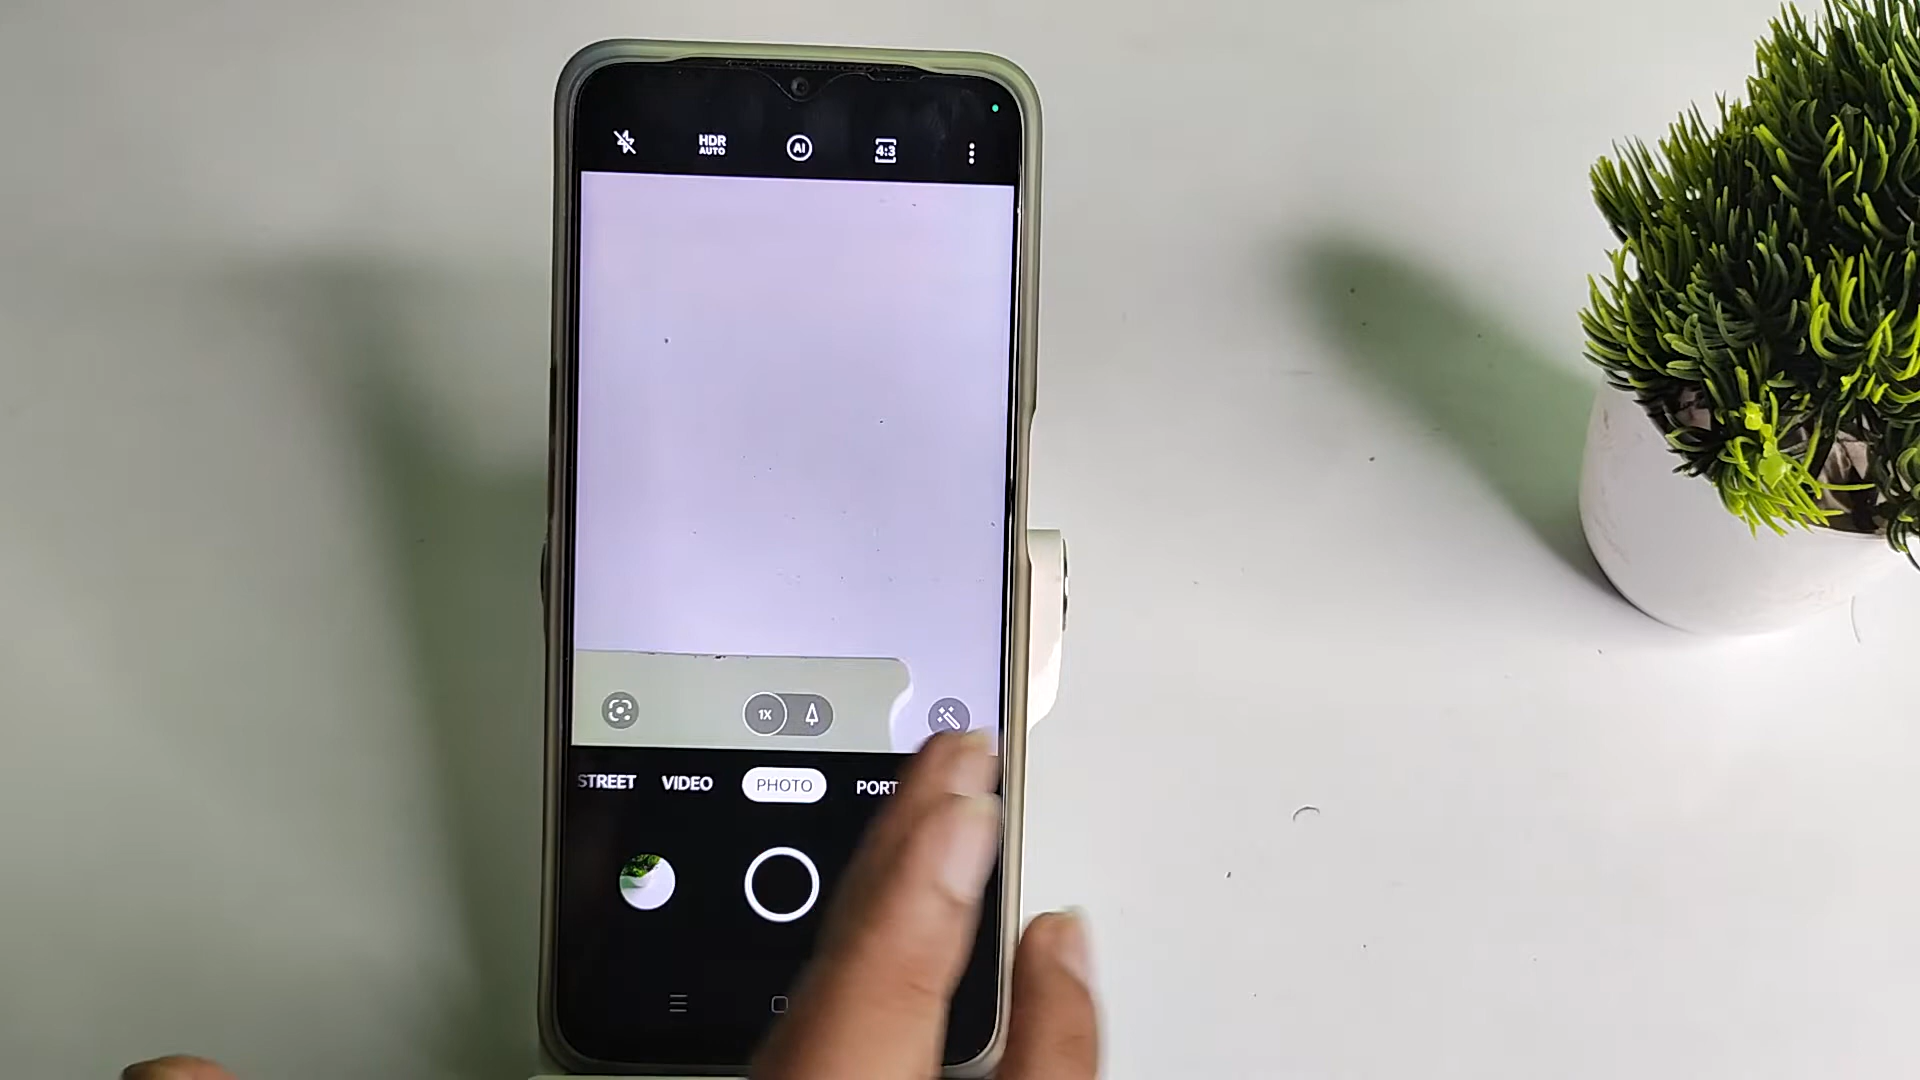 HDR
AUTO
AI
4:3
1X
STREET VIDEO PHOTO PORT